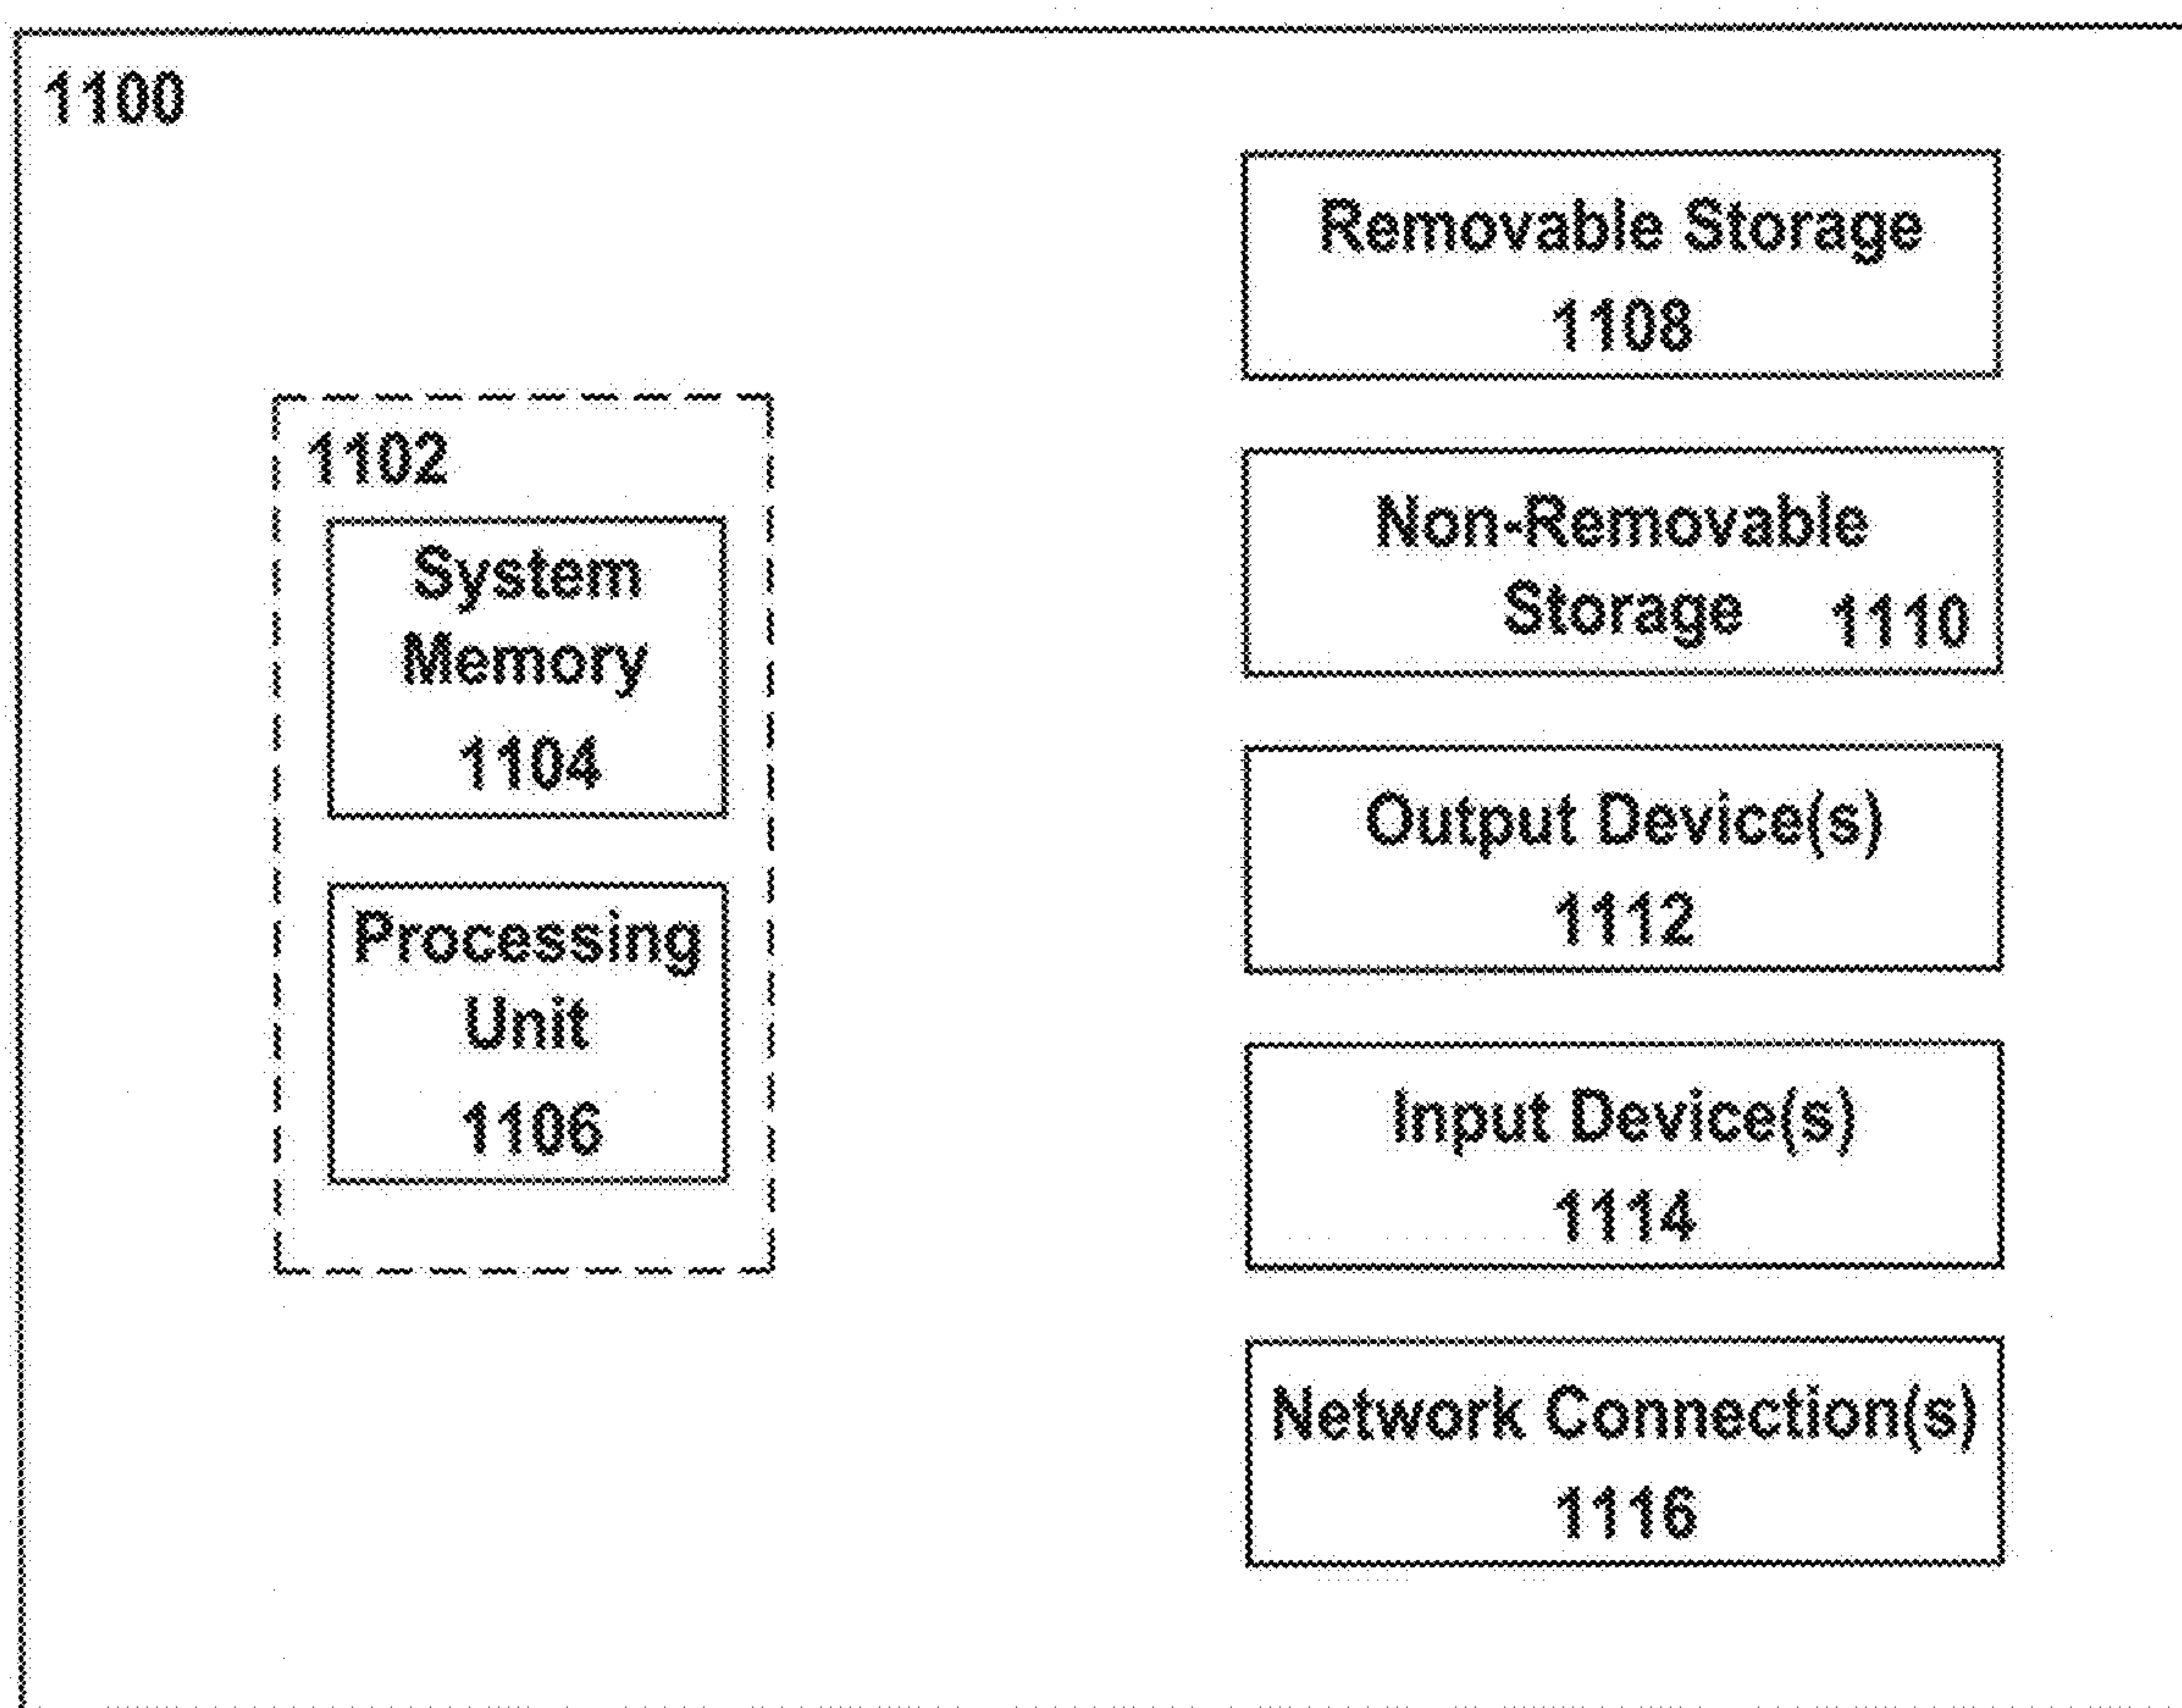 1100
1102
System
Memory
1104
Processing
Unit
1106
Removable Storage
1108
Non-Removable
Storage 1110
Output Device(s)
1112
Input Device(s)
1114
Network Connection(s)
1116